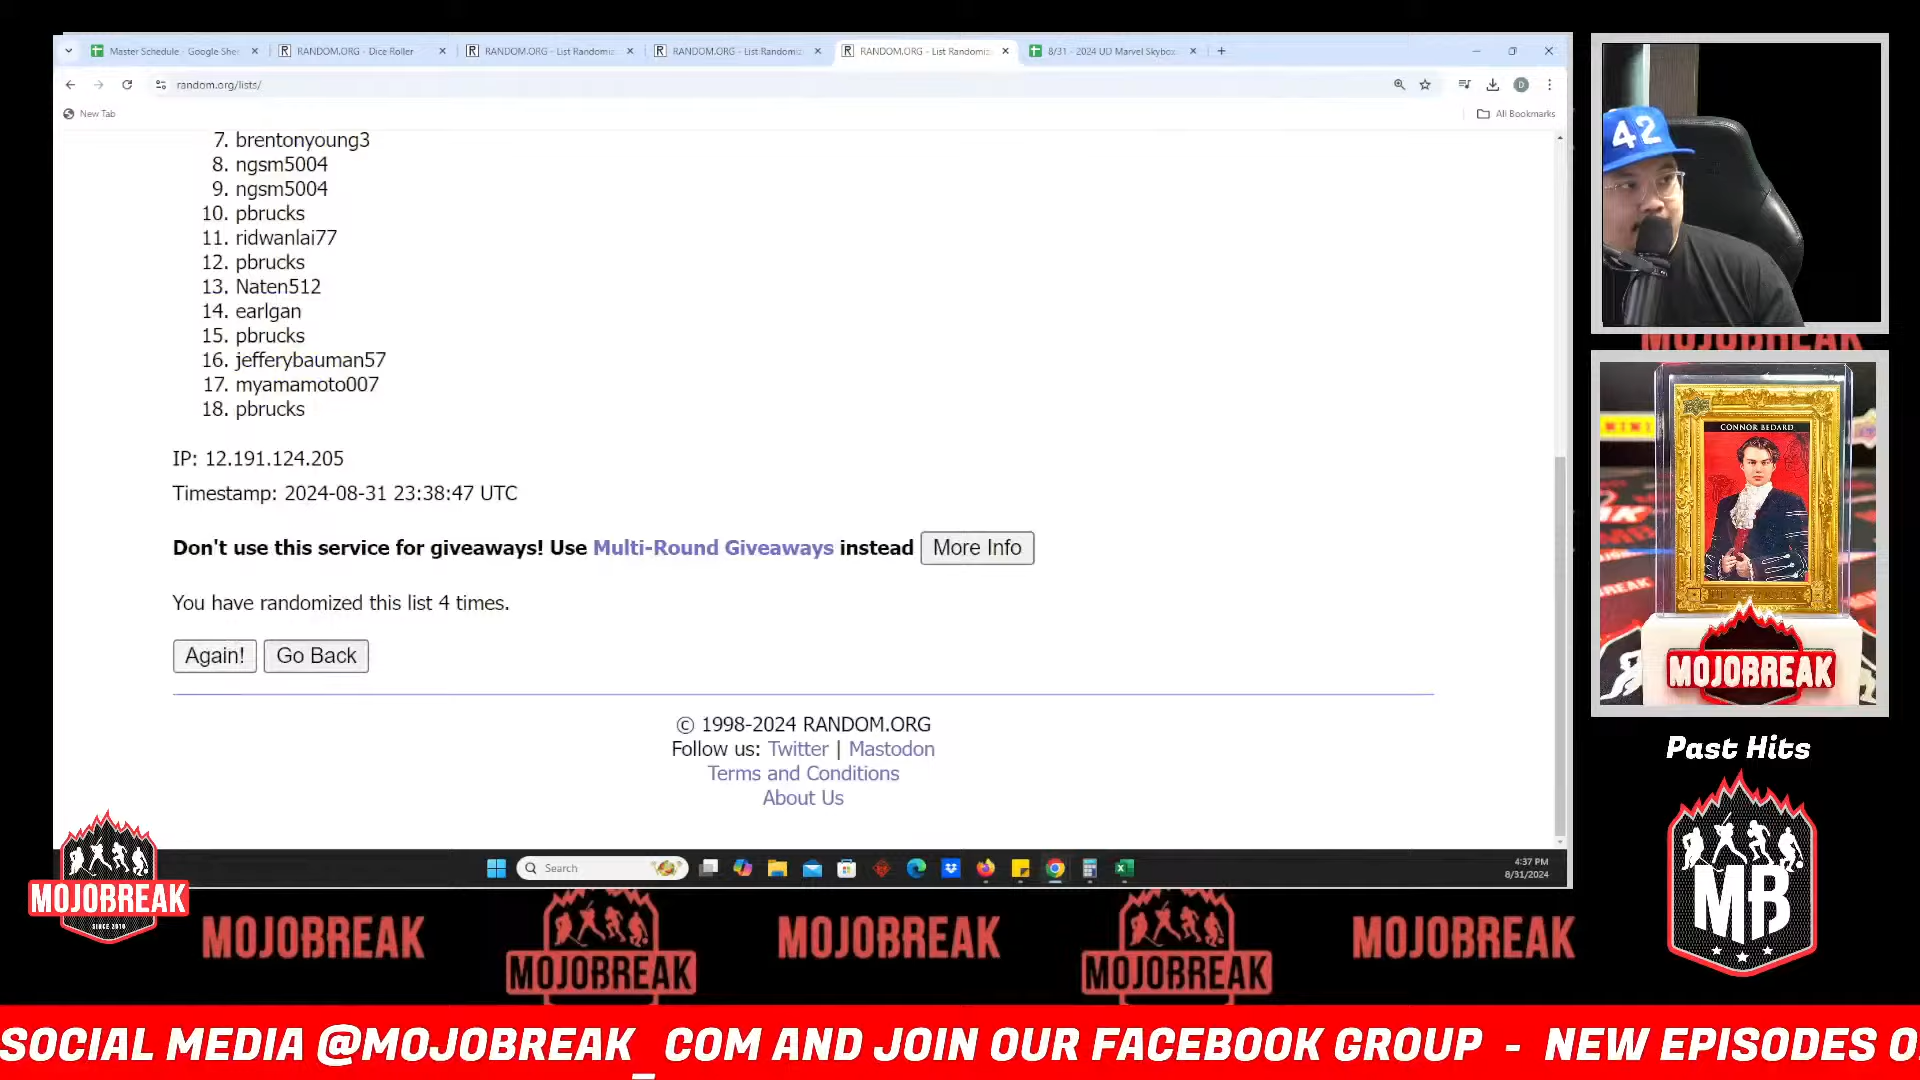 Master Schedule - Google She
RANDOM.ORG - Dice Roller
RANDOM.ORG - List Randomiz
RANDOM.ORG - List Randomiz
RANDOM.ORG - List Randomiz
8/31 - 2024 UD Marvel Skybox
random.org/lists/
D
New Tab
All Bookmarks
7. brentonyoung3
8. ngsm5004
9. ngsm5004
10. pbrucks
11. ridwanlai77
12. pbrucks
13. Naten512
14. earlgan
15. pbrucks
16. jefferybauman57
17. myamamoto007
18. pbrucks
IP: 12.191.124.205
Timestamp: 2024-08-31 23:38:47 UTC
Don't use this service for giveaways! Use Multi-Round Giveaways instead More Info
You have randomized this list 4 times.
Again! Go Back
© 1998-2024 RANDOM.ORG
Follow us: Twitter | Mastodon
Terms and Conditions
About Us
Search
4:37 PM
8/31/2024
42
MOJOBREAK
CONNOR BEDARD
MOJOBREAK
Past Hits
MB
MOJOBREAK
SINCE 2010
MOJOBREAK
MOJOBREAK
MOJOBREAK
MOJOBREAK
MOJOBREAK
SOCIAL MEDIA @MOJOBREAK_COM AND JOIN OUR FACEBOOK GROUP - NEW EPISODES O